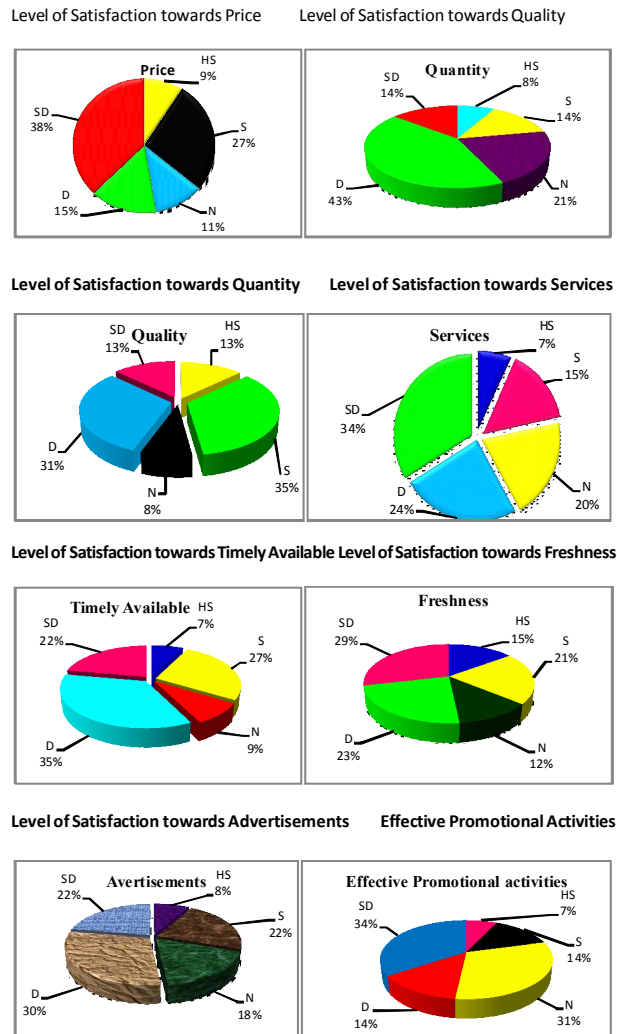 Level of Satisfaction towards Price Level of Satisfaction towards Quality
Price
HS
9%
S
27%
N
11%
D
15%
SD
38%
Quantity
HS
8%
S
14%
N
21%
D
43%
SD
14%
Level of Satisfaction towards Quantity Level of Satisfaction towards Services
Quality
HS
13%
S
35%
N
8%
D
31%
SD
13%
Services
HS
7%
S
15%
N
20%
D
24%
SD
34%
Level of Satisfaction towards Timely Available Level of Satisfaction towards Freshness
Timely Available
HS
7%
S
27%
N
9%
D
35%
SD
22%
Freshness
HS
15%
S
21%
N
12%
D
23%
SD
29%
Level of Satisfaction towards Advertisements Effective Promotional Activities
Avertisements
HS
8%
S
22%
N
18%
D
30%
SD
22%
Effective Promotional activities
HS
7%
S
14%
N
31%
D
14%
SD
34%